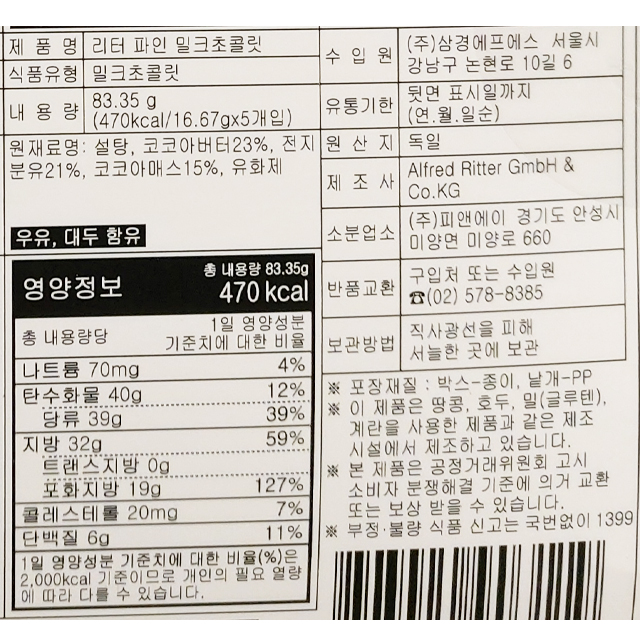 제 품 명 리터 파인 밀크초콜릿
식품유형 밀크초콜릿
내 용 량 83.35 g
(470kcal/16.67gx5개입)
원재료명: 설탕, 코코아버터23%, 전지
분유21%, 코코아매스15%, 유화제
우유, 대두 함유
영양정보 총 내용량 83.35g
470 kcal
총 내용량당 1일 영양성분
기준치에 대한 비율
나트륨 70mg 4%
탄수화물 40g 12%
당류 39g 39%
지방 32g 59%
트랜스지방 0g
포화지방 19g 127%
콜레스테롤 20mg 7%
단백질 6g 11%
1일 영양성분 기준치에 대한 비율(%)은
2,000kcal 기준이므로 개인의 필요 열량
에 따라 다를 수 있습니다.
수 입 원 (주)삼경에프에스 서울시
강남구 논현로 10길 6
유통기한 뒷면 표시일까지
(연.월.일순)
원 산 지 독일
제 조 사 Alfred Ritter GmbH &
Co.KG
소분업소 (주)피앤에이 경기도 안성시
미양면 미양로 660
반품교환 구입처 또는 수입원
☎(02) 578-8385
보관방법 직사광선을 피해
서늘한 곳에 보관
※ 포장재질 : 박스-종이, 낱개-PP
※ 이 제품은 땅콩, 호두, 밀(글루텐),
계란을 사용한 제품과 같은 제조
시설에서 제조하고 있습니다.
※ 본 제품은 공정거래위원회 고시
소비자 분쟁해결 기준에 의거 교환
또는 보상 받을 수 있습니다.
※ 부정·불량 식품 신고는 국번없이 1399